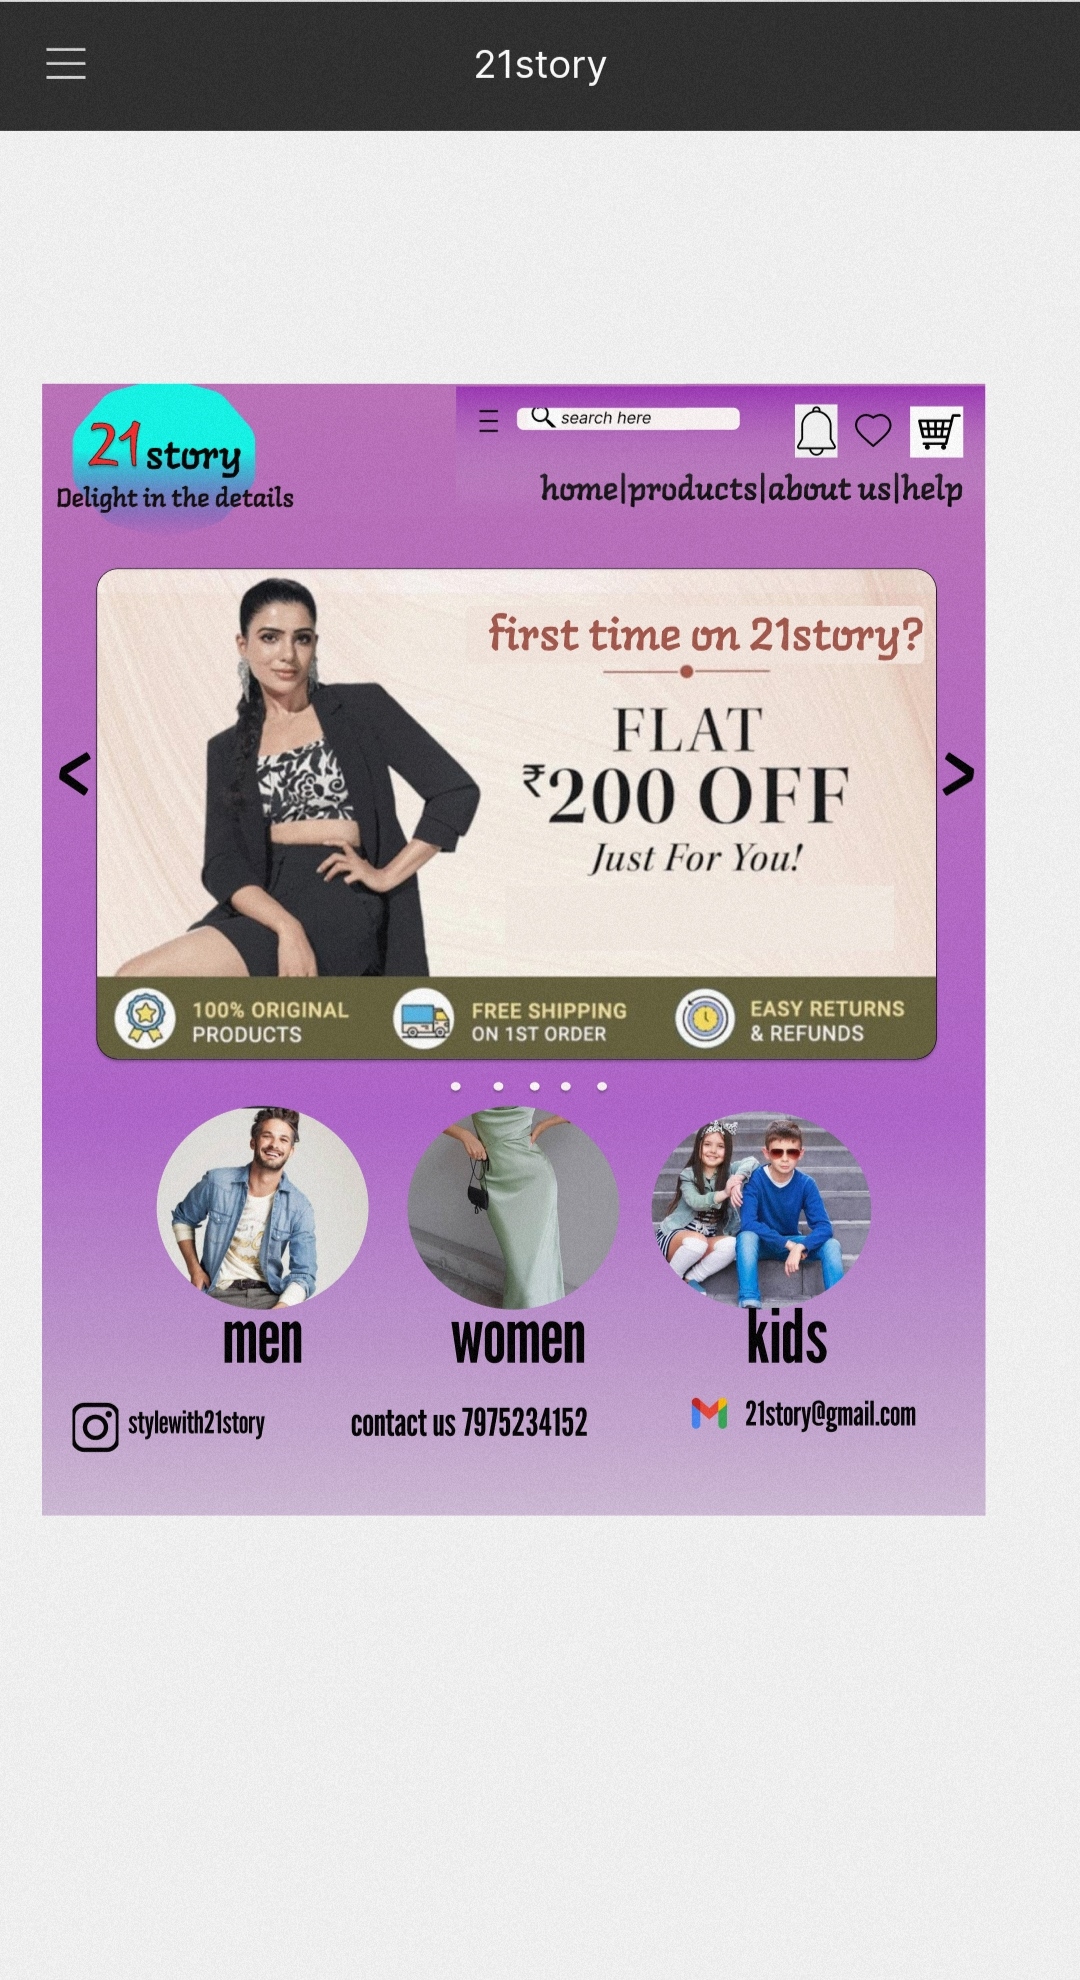 21story
21 story
Delight in the details
search here
home|products|about us|help
first time on 21story?
FLAT
₹200 OFF
Just For You!
100% ORIGINAL
PRODUCTS
FREE SHIPPING
ON 1ST ORDER
EASY RETURNS
& REFUNDS
men
women
kids
stylewith21story
contact us 7975234152
21story@gmail.com